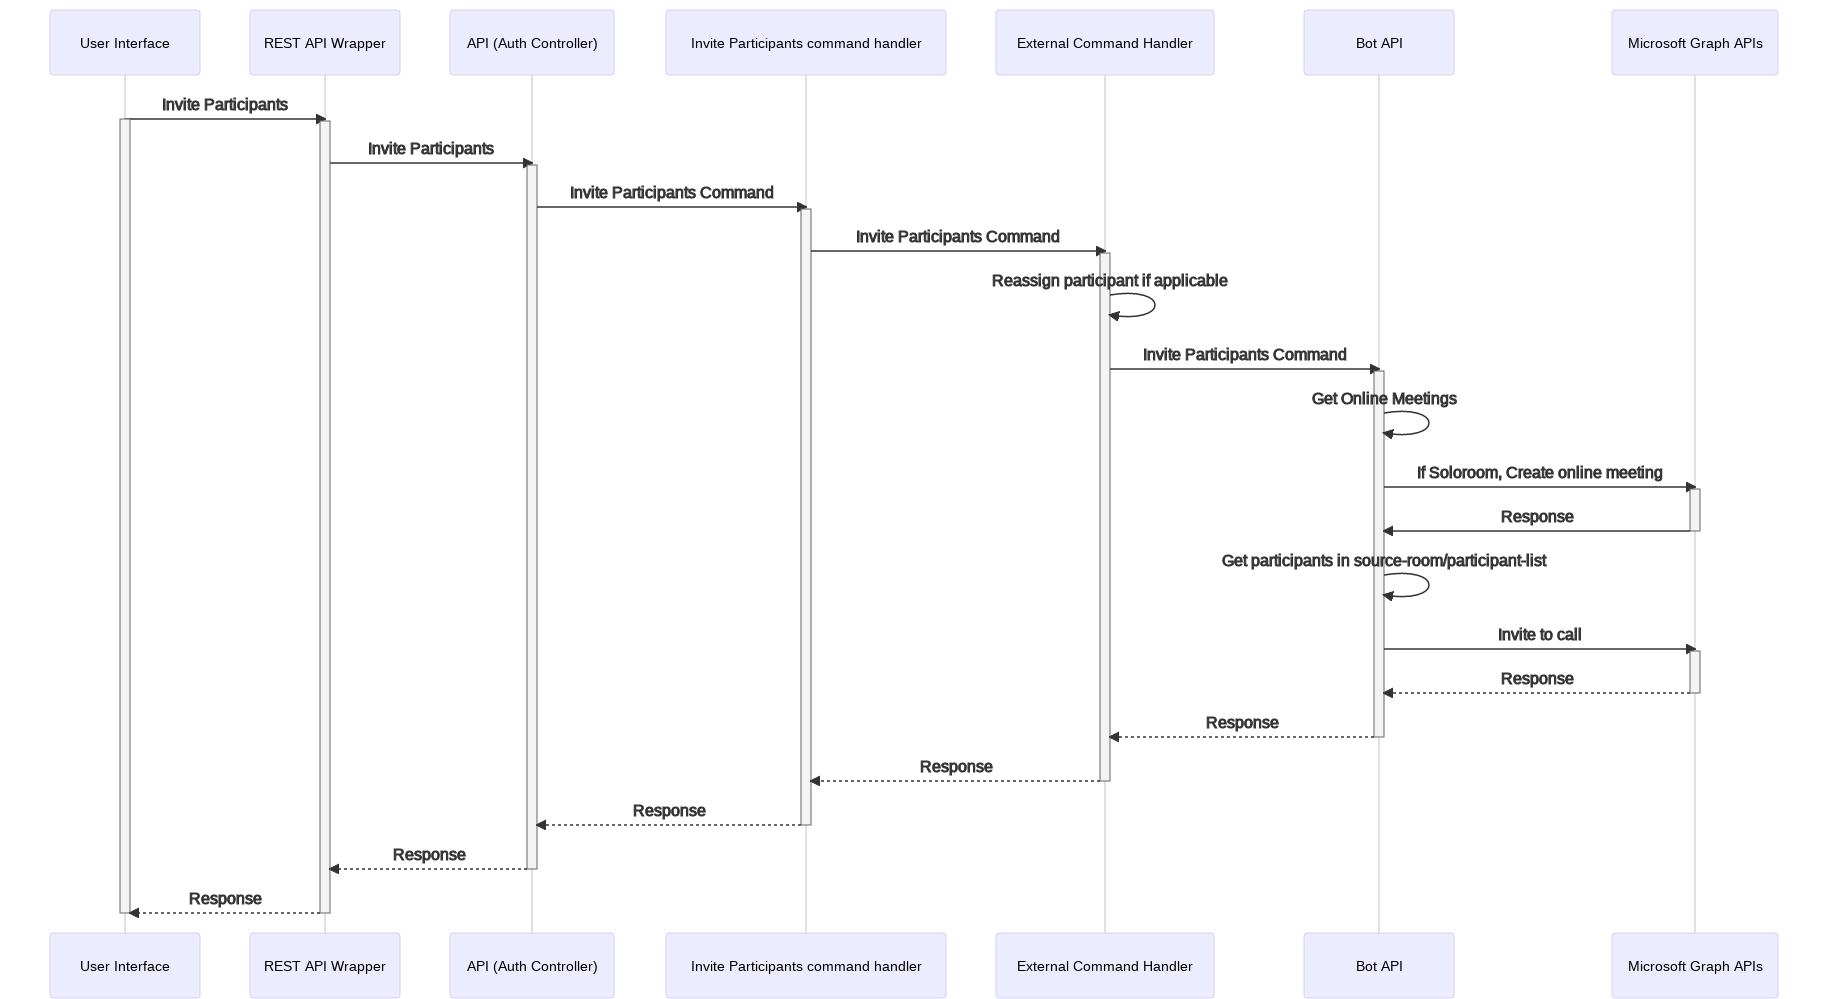 User Interface
REST API Wrapper
API (Auth Controller)
Invite Participants command handler
External Command Handler
Bot API
Microsoft Graph APIs
Invite Participants
Invite Participants
Invite Participants Command
Invite Participants Command
Reassign participant if applicable
Invite Participants Command
Get Online Meetings
If Soloroom, Create online meeting
Response
Get participants in source-room/participant-list
Invite to call
Response
Response
Response
Response
Response
Response
User Interface
REST API Wrapper
API (Auth Controller)
Invite Participants command handler
External Command Handler
Bot API
Microsoft Graph APIs